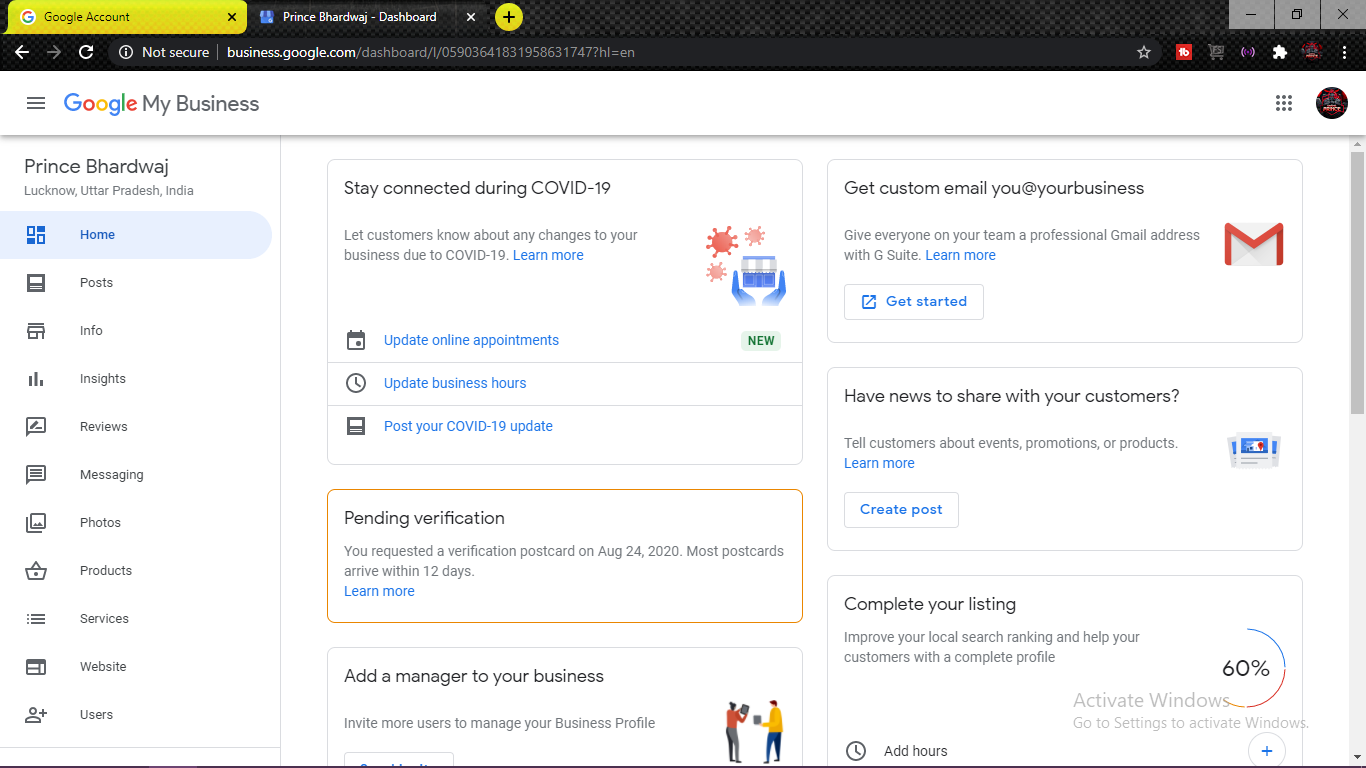 Google Account
Prince Bhardwaj - Dashboard
Not secure
business.google.com/dashboard/l/05903641831958631747?hl=en
Google My Business
Prince Bhardwaj
Lucknow, Uttar Pradesh, India
Home
Posts
Info
Insights
Reviews
Messaging
Photos
Products
Services
Website
Users
Stay connected during COVID-19
Let customers know about any changes to your
business due to COVID-19. Learn more
Update online appointments
NEW
Update business hours
Post your COVID-19 update
Pending verification
You requested a verification postcard on Aug 24, 2020. Most postcards
arrive within 12 days.
Learn more
Add a manager to your business
Invite more users to manage your Business Profile
Get custom email you@yourbusiness
Give everyone on your team a professional Gmail address
with G Suite. Learn more
Get started
Have news to share with your customers?
Tell customers about events, promotions, or products.
Learn more
Create post
Complete your listing
Improve your local search ranking and help your
customers with a complete profile
60%
Add hours
Activate Windows
Go to Settings to activate Windows.